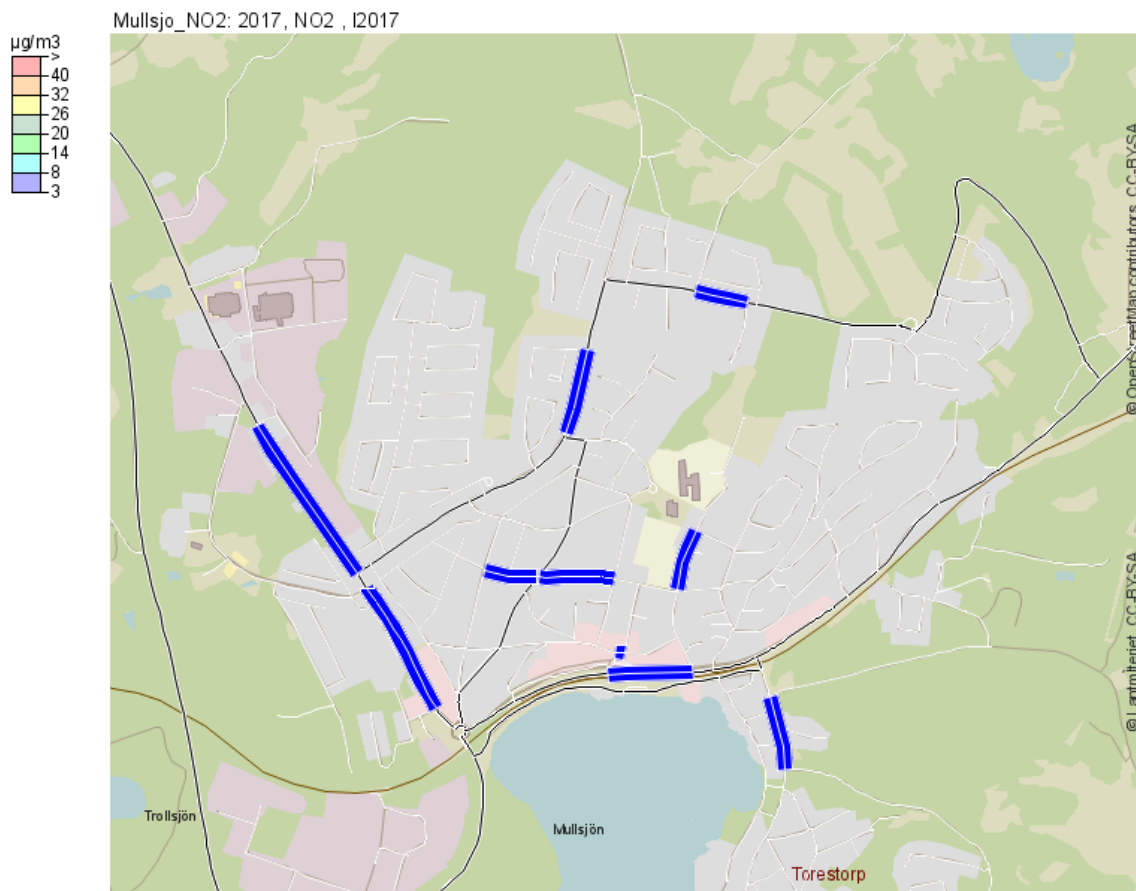 Mullsjo_NO2: 2017, NO2 , I2017
µg/m3
>
40
32
26
20
14
8
3
© OpenStreetMap contributors, CC-BY-SA
© Lantmäteriet, CC-BY-SA
Trollsjön
Mullsjön
Torestorp